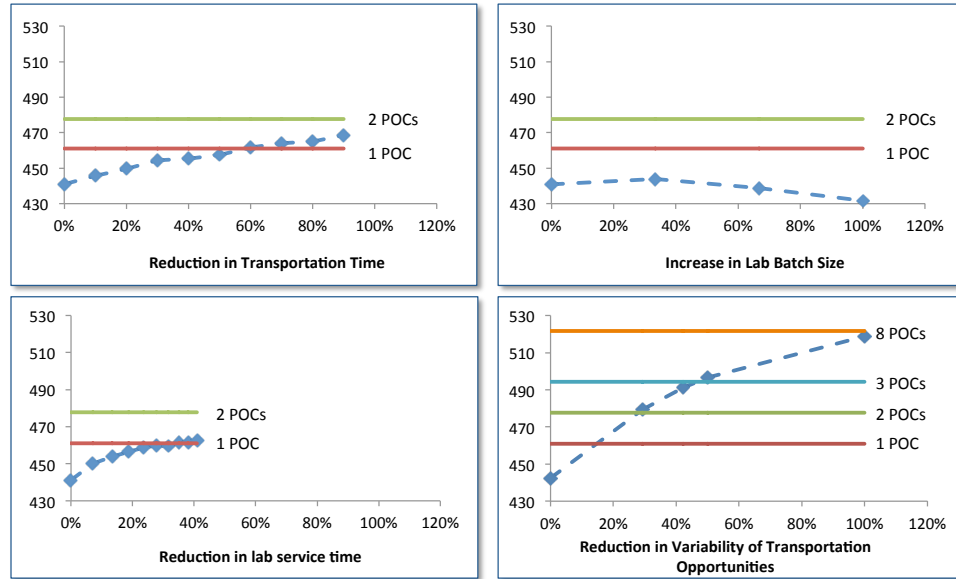 530
510
490
470
450
430
2 POCs
1 POC
0% 20% 40% 60% 80% 100% 120%
Reduction in Transportation Time
530
510
490
470
450
430
2 POCs
1 POC
0% 20% 40% 60% 80% 100% 120%
Increase in Lab Batch Size
530
510
490
470
450
430
2 POCs
1 POC
0% 20% 40% 60% 80% 100% 120%
Reduction in lab service time
530
510
490
470
450
430
8 POCs
3 POCs
2 POCs
1 POC
0% 20% 40% 60% 80% 100% 120%
Reduction in Variability of Transportation
Opportunities